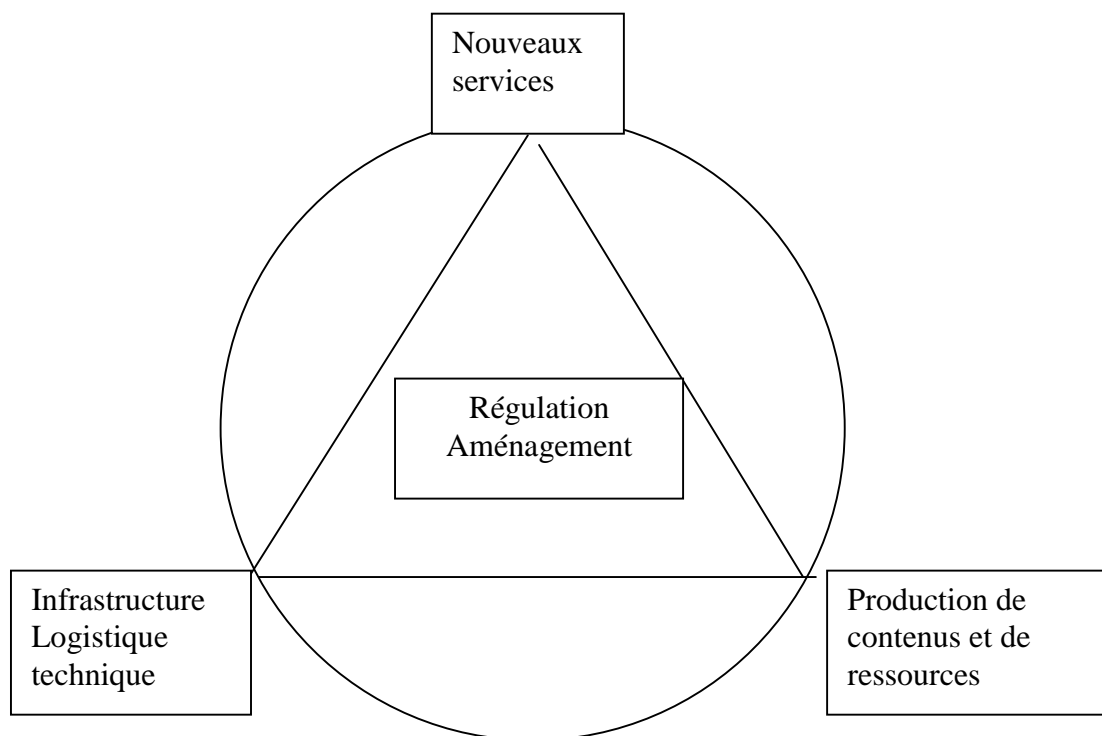 Nouveaux
services
Régulation
Aménagement
Infrastructure
Logistique
technique
Production de
contenus et de
ressources